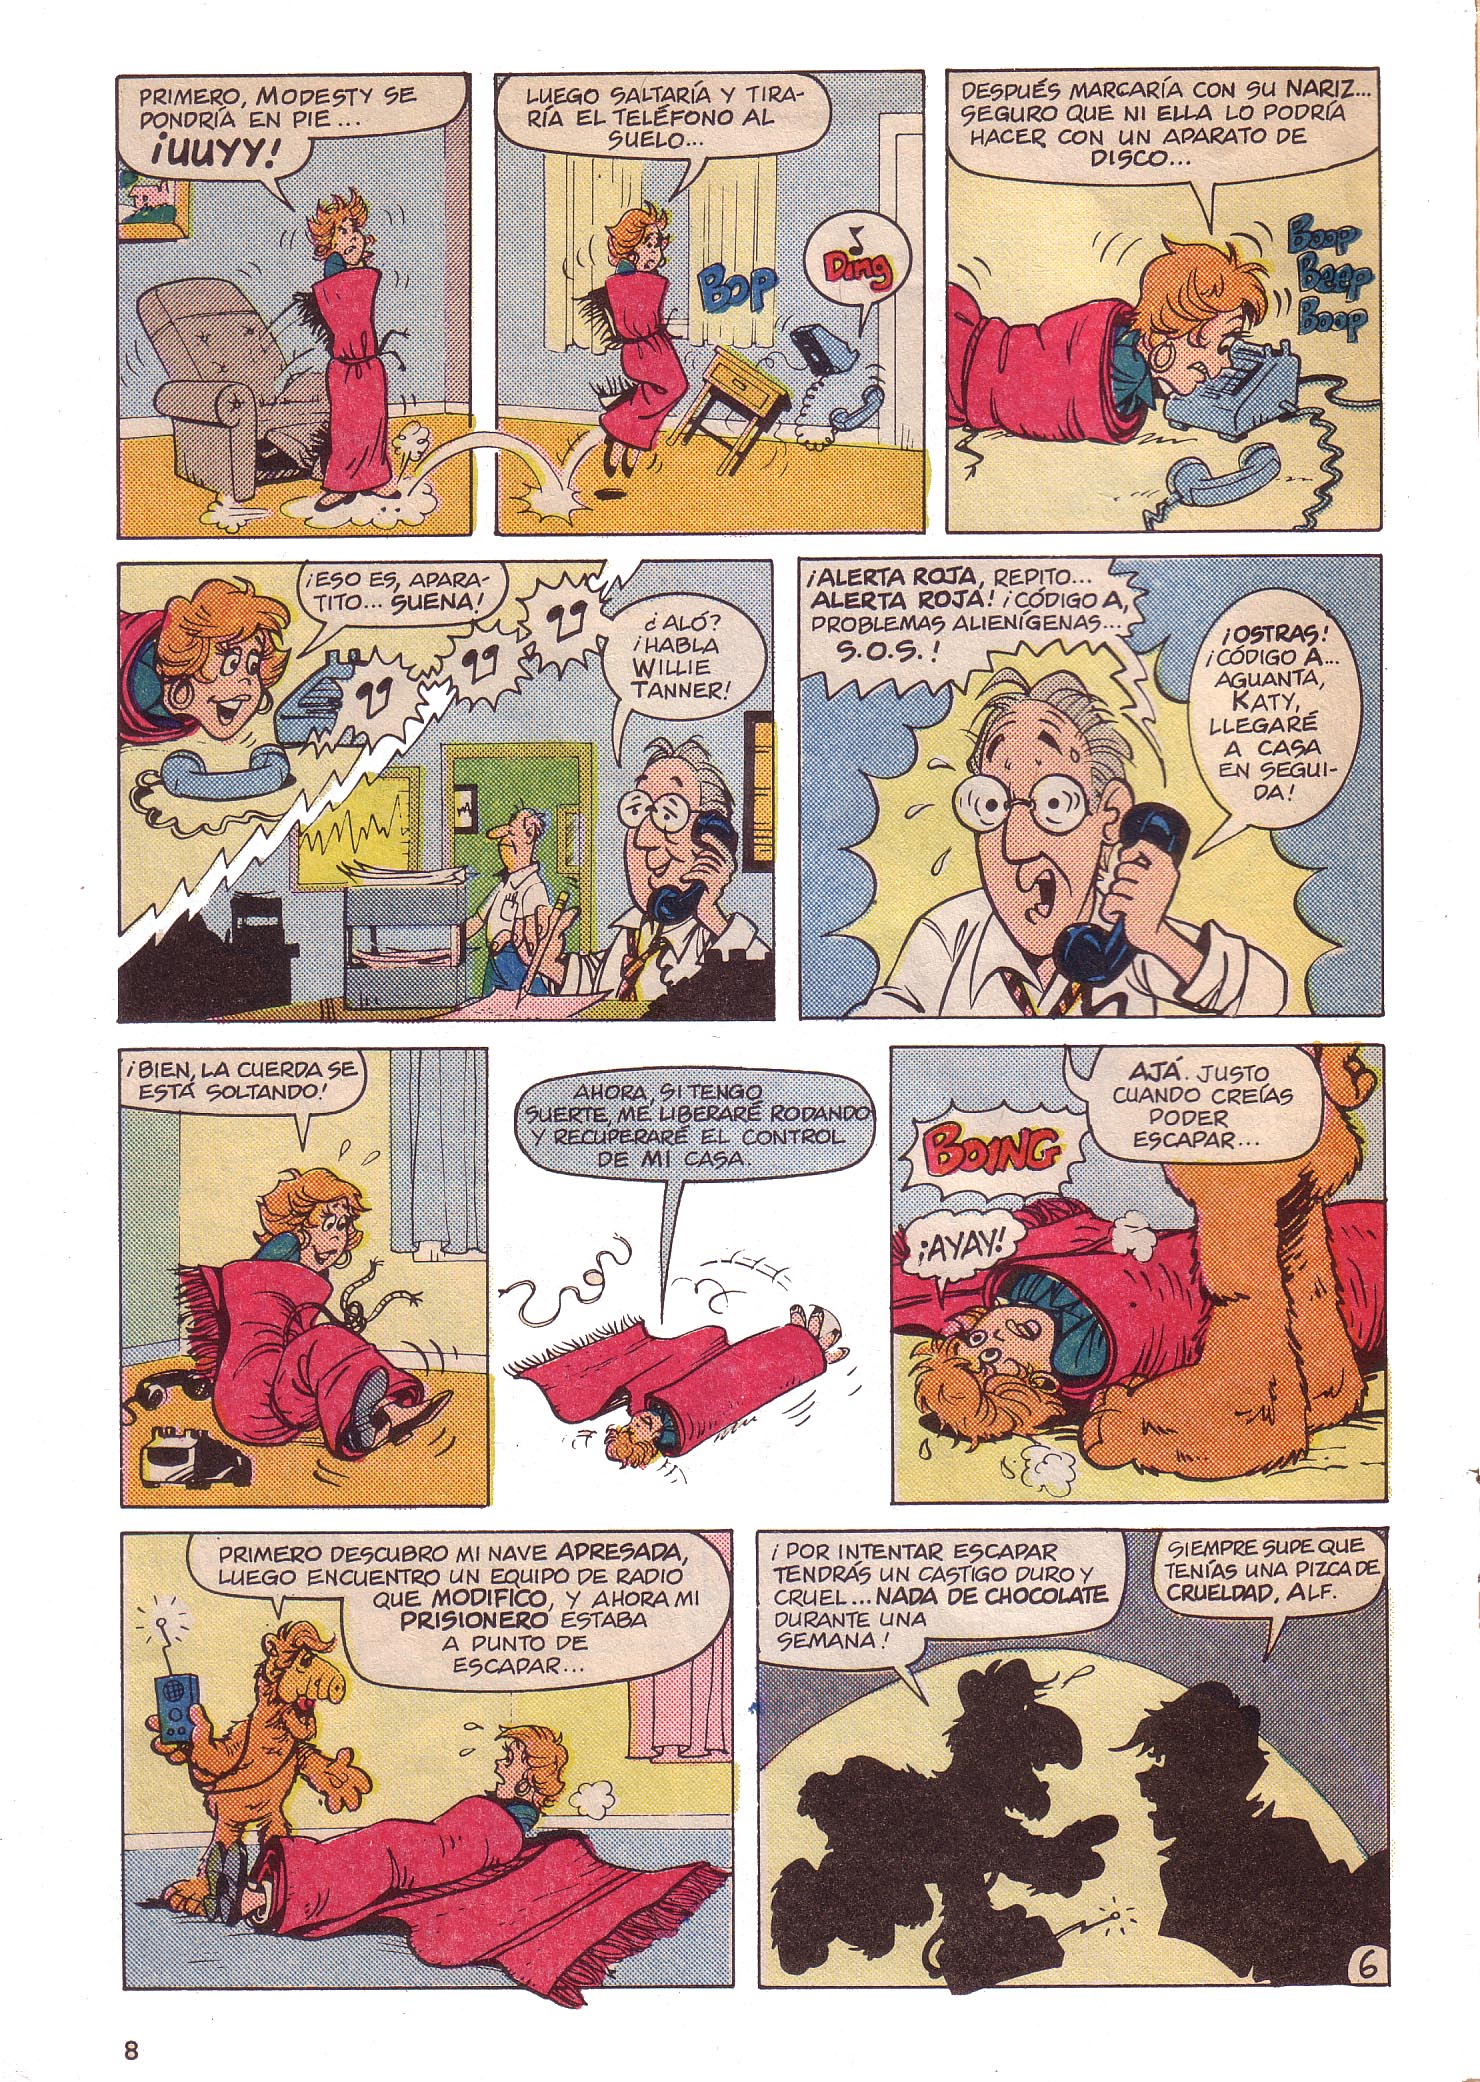 PRIMERO, MODESTY SE
PONDRÍA EN PIE...
¡UUYY!
LUEGO SALTARÍA Y TIRA-
RÍA EL TELÉFONO AL
SUELO...
BOP
Ding
DESPUÉS MARCARÍA CON SU NARIZ...
SEGURO QUE NI ELLA LO PODRÍA
HACER CON UN APARATO DE
DISCO...
Boop
Beep
Boop
¡ESO ES, APARA-
TITO... SUENA!
¿ALÓ?
¡HABLA
WILLIE
TANNER!
¡ALERTA ROJA, REPITO...
ALERTA ROJA! ¡CÓDIGO A,
PROBLEMAS ALIENÍGENAS...
S.O.S.!
¡OSTRAS!
¡CÓDIGO A...
AGUANTA,
KATY,
LLEGARÉ
A CASA
EN SEGUI-
DA!
¡BIEN, LA CUERDA SE
ESTÁ SOLTANDO!
AHORA, SI TENGO
SUERTE, ME LIBERARÉ RODANDO
Y RECUPERARÉ EL CONTROL
DE MI CASA.
AJÁ. JUSTO
CUANDO CREÍAS
PODER
ESCAPAR...
BOING
¡AYAY!
PRIMERO DESCUBRO MI NAVE APRESADA,
LUEGO ENCUENTRO UN EQUIPO DE RADIO
QUE MODIFICO, Y AHORA MI
PRISIONERO ESTABA
A PUNTO DE
ESCAPAR...
¡POR INTENTAR ESCAPAR
TENDRÁS UN CASTIGO DURO Y
CRUEL... NADA DE CHOCOLATE
DURANTE UNA
SEMANA!
SIEMPRE SUPE QUE
TENÍAS UNA PIZCA DE
CRUELDAD, ALF.
6
8